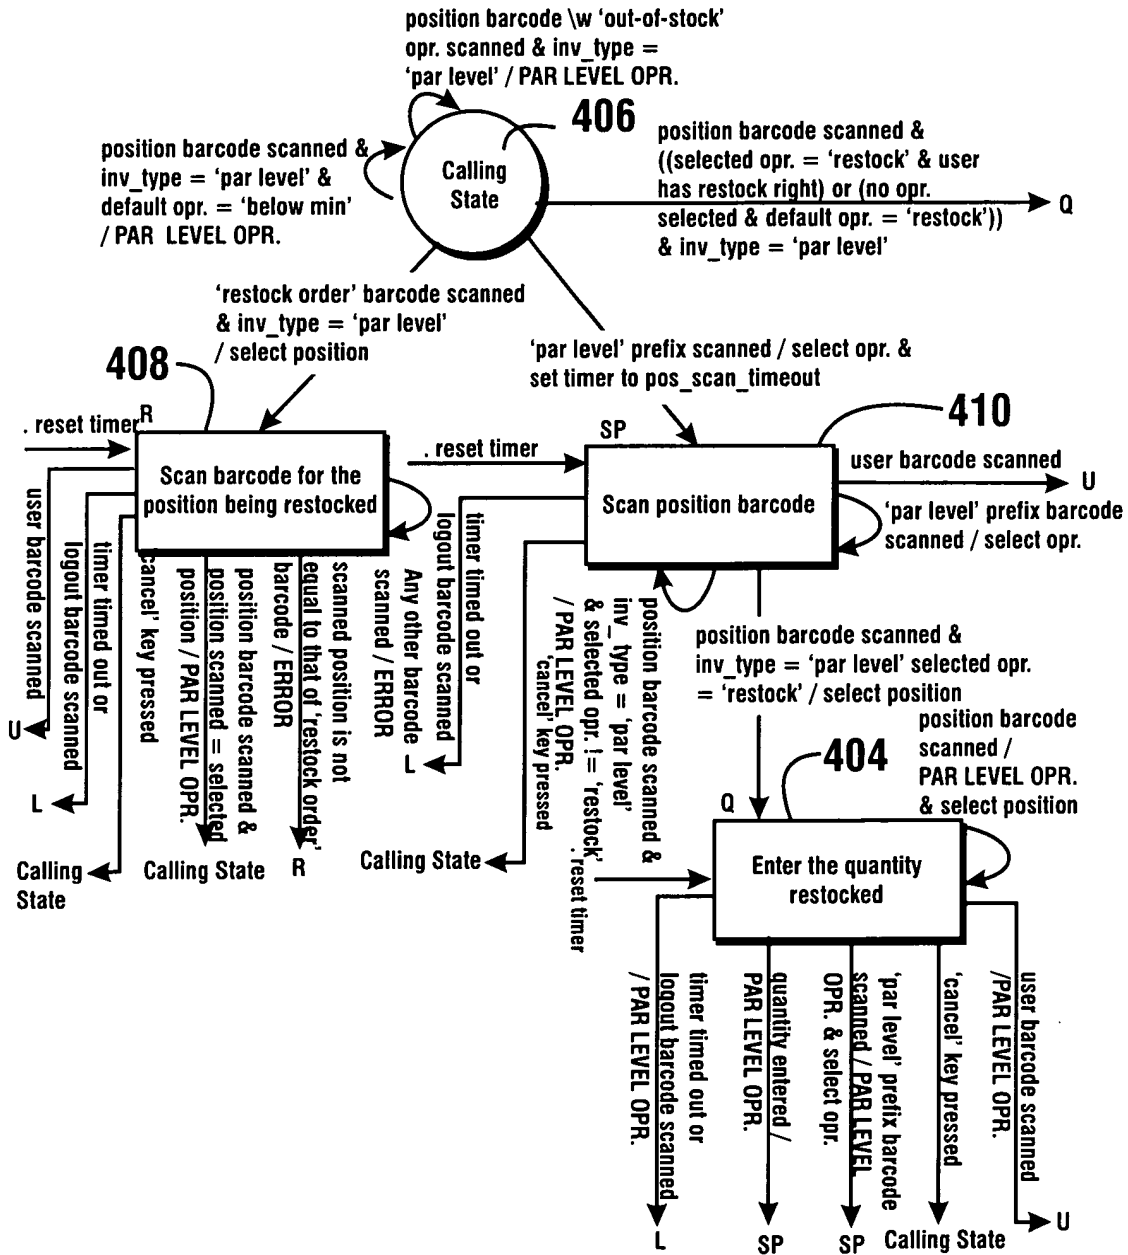 position barcode \w 'out-of-stock'
opr. scanned & inv_type =
'par level' / PAR LEVEL OPR.
406
position barcode scanned &
inv_type = 'par level' &
default opr. = 'below min'
/ PAR LEVEL OPR.
Calling
State
position barcode scanned &
((selected opr. = 'restock' & user
has restock right) or (no opr.
selected & default opr. = 'restock'))
& inv_type = 'par level'
Q
'restock order' barcode scanned
& inv_type = 'par level'
/ select position
'par level' prefix scanned / select opr. &
set timer to pos_scan_timeout
408
. reset timer
R
Scan barcode for the
position being restocked
user barcode scanned
U
timer timed out or
logout barcode scanned
L
cancel' key pressed
Calling
State
position barcode scanned &
position scanned = selected
position / PAR LEVEL OPR.
Calling State
scanned position is not
equal to that of 'restock order'
barcode / ERROR
R
Any other barcode
scanned / ERROR
410
SP
. reset timer
Scan position barcode
user barcode scanned
U
'par level' prefix barcode
scanned / select opr.
timer timed out or
logout barcode scanned
L
'cancel' key pressed
Calling State
position barcode scanned &
inv_type = 'par level'
& selected opr != 'restock'
/ PAR LEVEL OPR.
position barcode scanned &
inv_type = 'par level' selected opr.
= 'restock' / select position
404
Q
. reset timer
Enter the quantity
restocked
position barcode
scanned /
PAR LEVEL OPR.
& select position
timer timed out or
logout barcode scanned
/ PAR LEVEL OPR.
L
quantity entered /
PAR LEVEL OPR.
SP
'par level' prefix barcode
scanned / PAR LEVEL
OPR. & select opr.
SP
'cancel' key pressed
Calling State
user barcode scanned
/PAR LEVEL OPR.
U